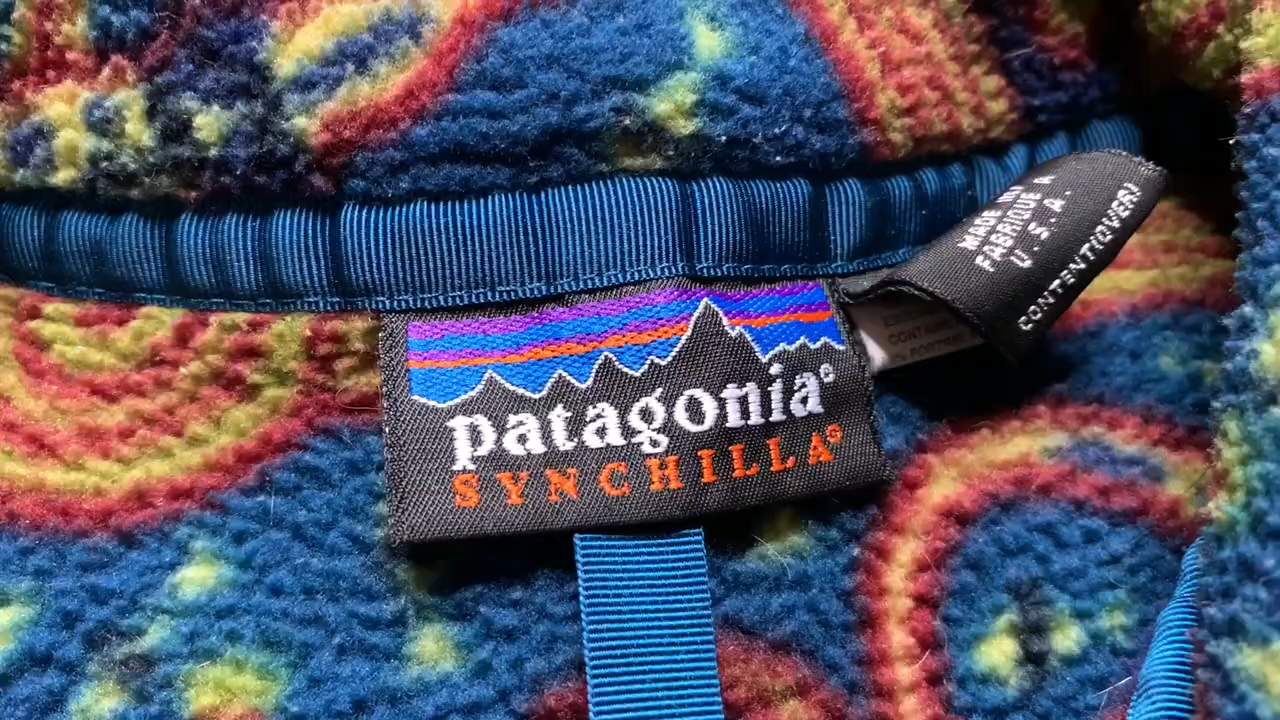 patagonia®
SYNCHILLA®
MADE IN
FABRIQUE
U.S.A.
CONTENT(OVER)